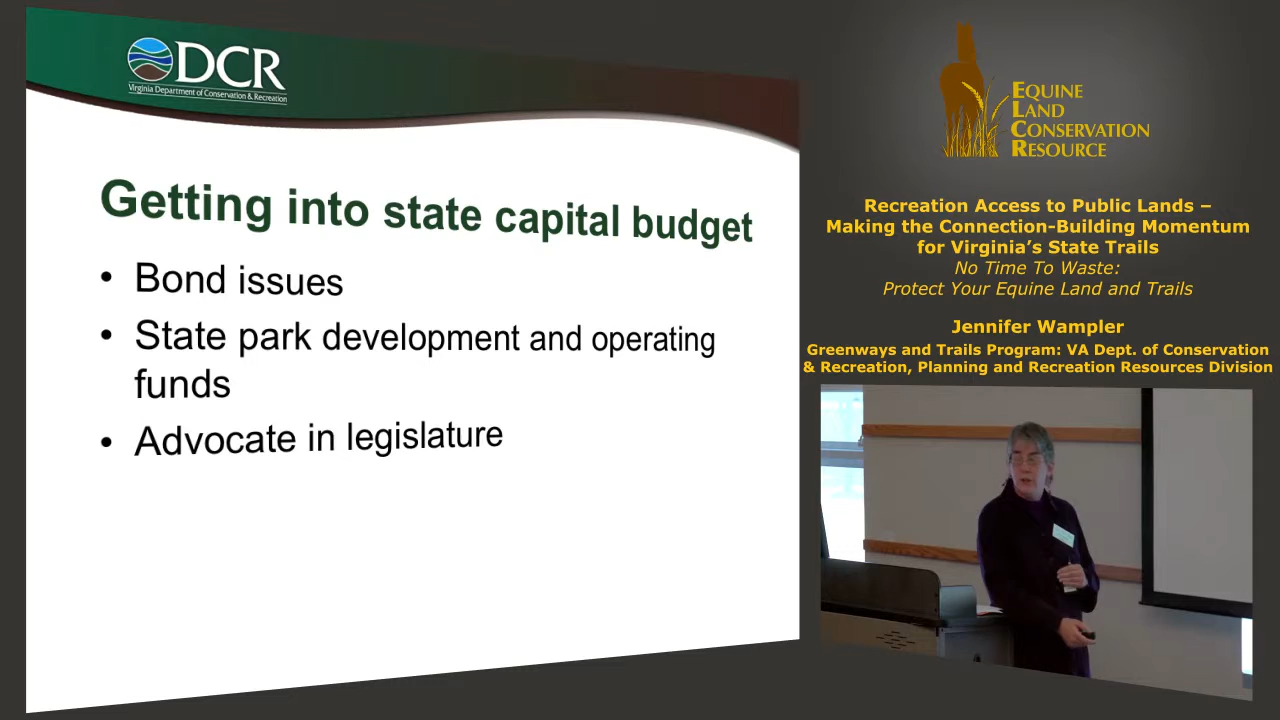 DCR
Virginia Department of Conservation & Recreation
Getting into state capital budget
• Bond issues
• State park development and operating
funds
• Advocate in legislature
EQUINE
LAND
CONSERVATION
RESOURCE
Recreation Access to Public Lands –
Making the Connection-Building Momentum
for Virginia's State Trails
No Time To Waste:
Protect Your Equine Land and Trails
Jennifer Wampler
Greenways and Trails Program: VA Dept. of Conservation
& Recreation, Planning and Recreation Resources Division